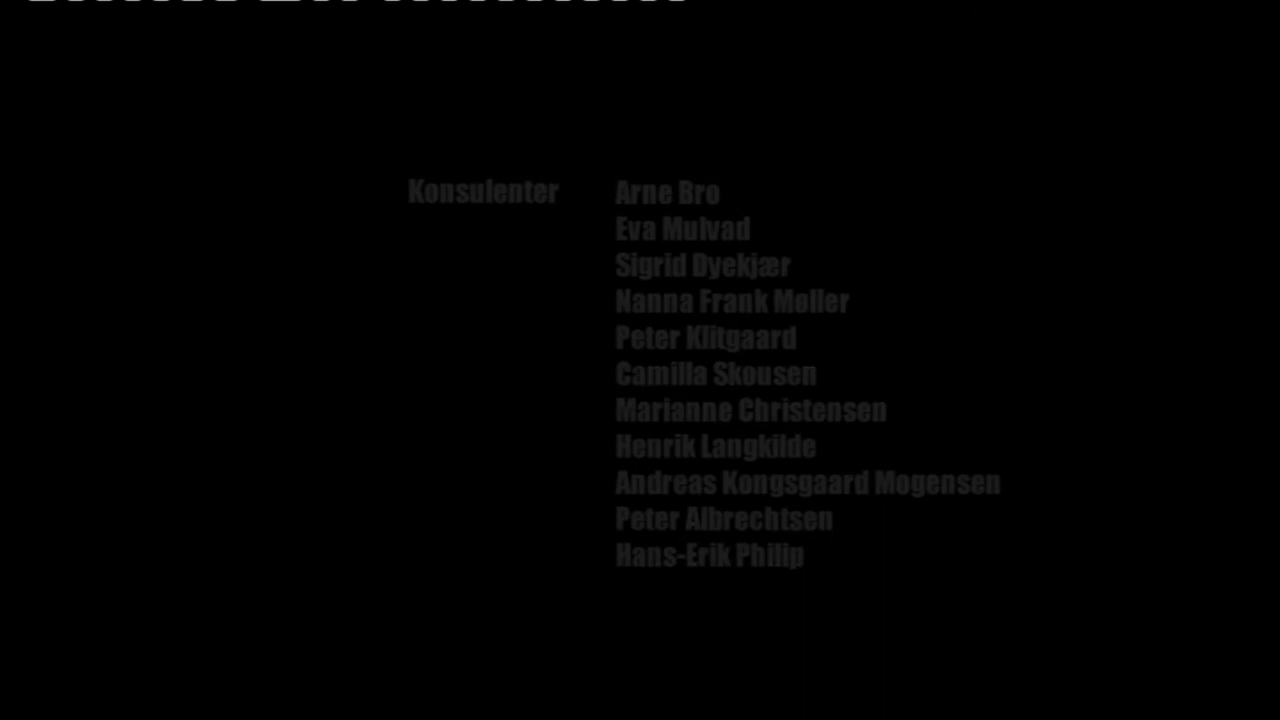 Konsulenter Arne Bro
Eva Mulvad
Sigrid Dyekjær
Nanna Frank Møller
Peter Klitgaard
Camilla Skousen
Marianne Christensen
Henrik Langkilde
Andreas Kongsgaard Mogensen
Peter Albrechtsen
Hans-Erik Philip